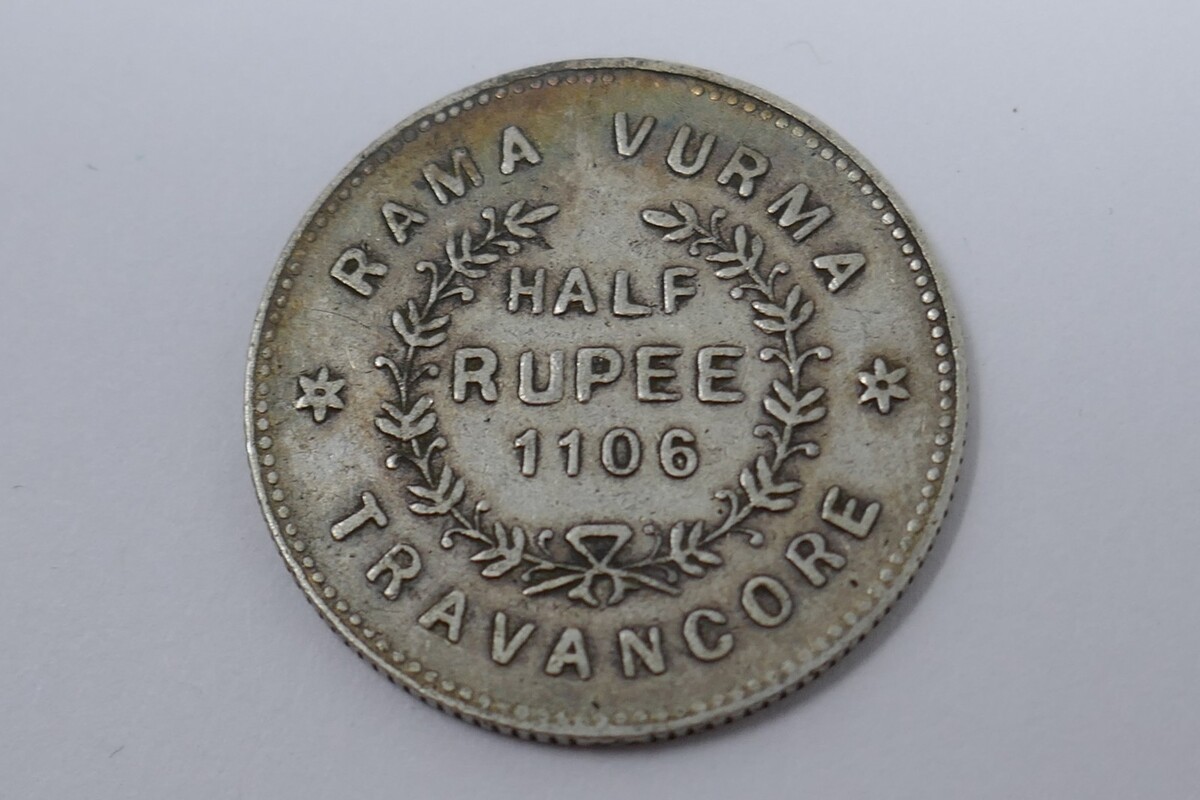 RAMA VURMA
HALF
RUPEE
1106
TRAVANCORE